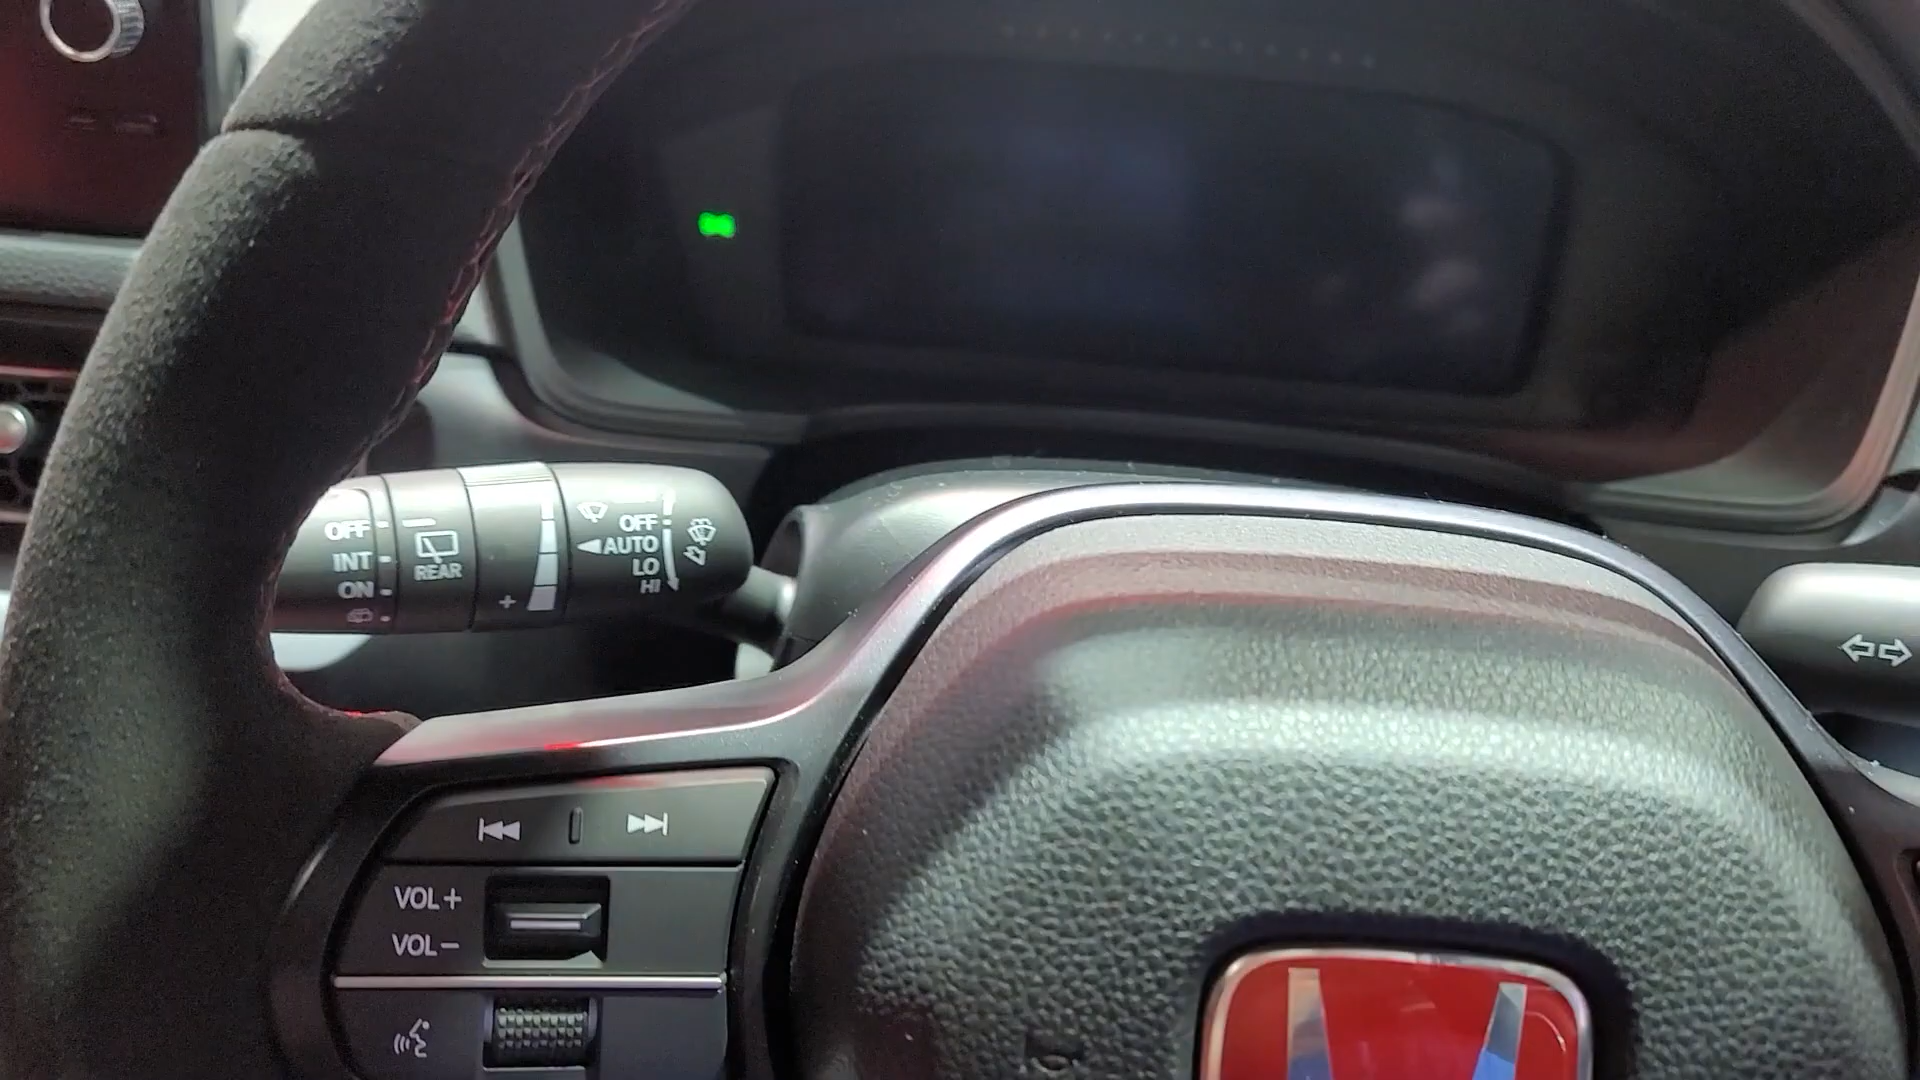 OFF
INT
ON
REAR
+
OFF
AUTO
LO
HI
VOL+
VOL−